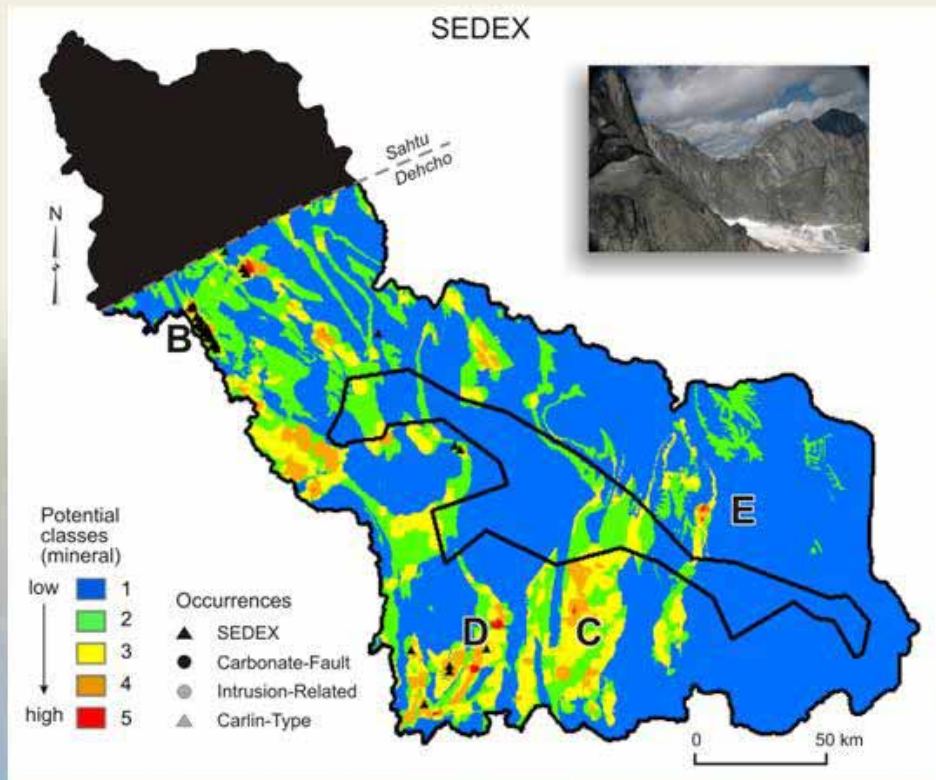 SEDEX
Sahtu
Dehcho
N
B
E
D
C
Potential
classes
(mineral)
low
high
1
2
3
4
5
Occurrences
SEDEX
Carbonate-Fault
Intrusion-Related
Carlin-Type
0 50 km